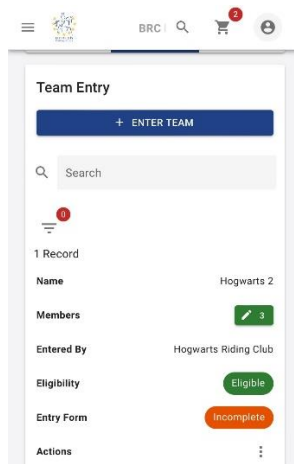 BRC
2
Team Entry
+ ENTER TEAM
Search
0
1 Record
Name Hogwarts 2
Members 3
Entered By Hogwarts Riding Club
Eligibility Eligible
Entry Form Incomplete
Actions